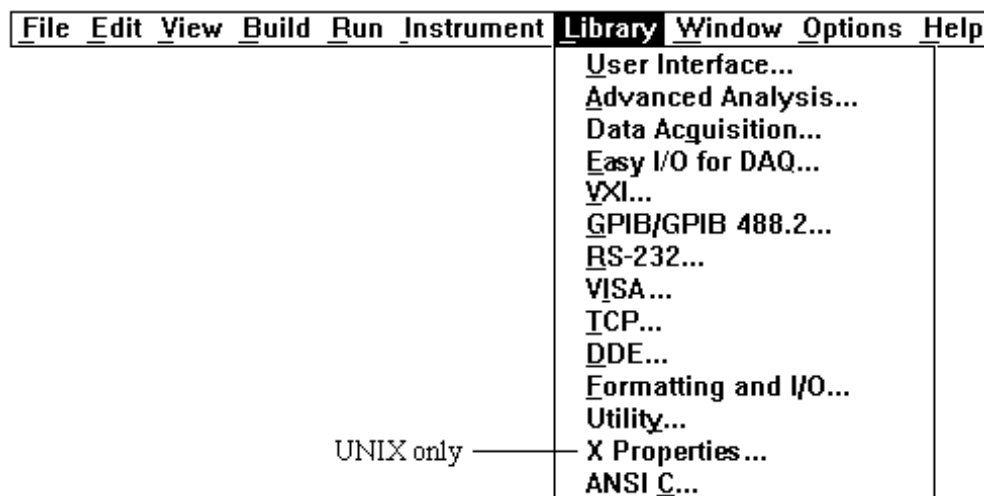 File Edit View Build Run Instrument Library Window Options Help
User Interface...
Advanced Analysis...
Data Acquisition...
Easy I/O for DAQ...
VXI...
GPIB/GPIB 488.2...
RS-232...
VISA...
TCP...
DDE...
Formatting and I/O...
Utility...
UNIX only X Properties...
ANSI C...